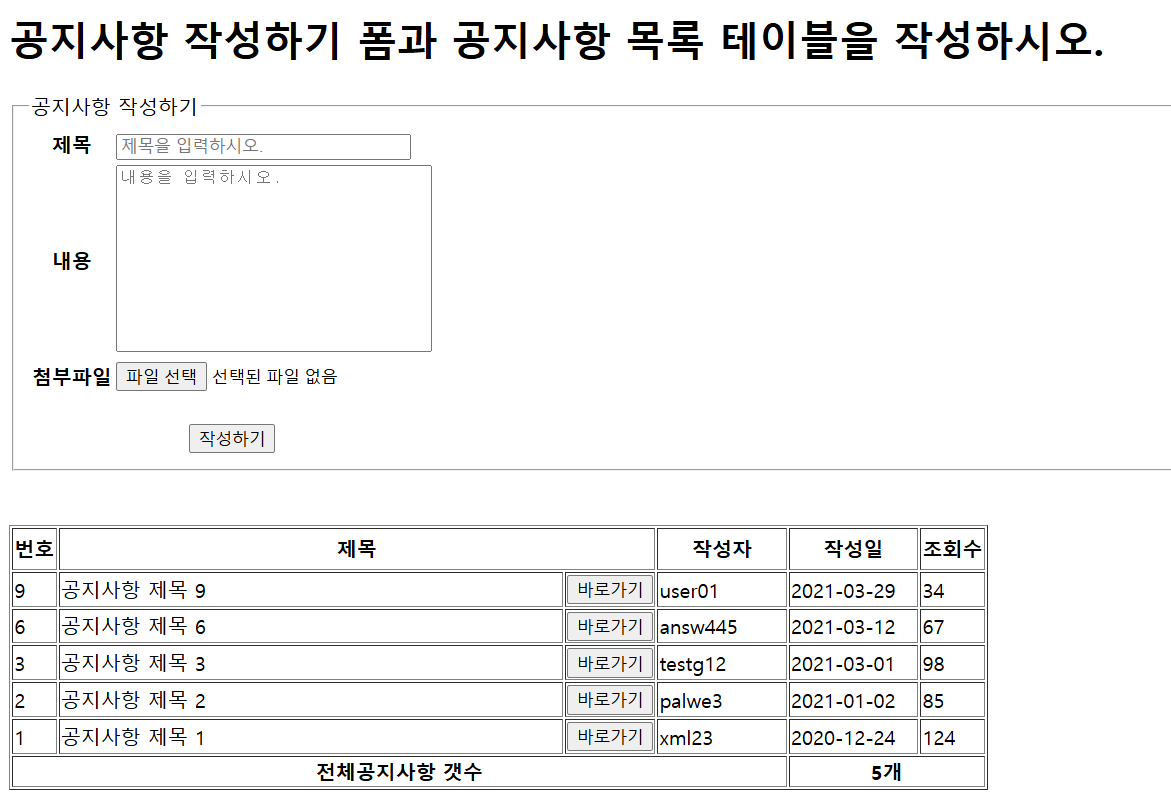 공지사항 작성하기 폼과 공지사항 목록 테이블을 작성하시오.
공지사항 작성하기
제목 제목을 입력하시오.
내용을 입력하시오.
내용
첨부파일 파일 선택 선택된 파일 없음
작성하기
번호 제목 작성자 작성일 조회수
9 공지사항 제목 9 바로가기 user01 2021-03-29 34
6 공지사항 제목 6 바로가기 answ445 2021-03-12 67
3 공지사항 제목 3 바로가기 testg12 2021-03-01 98
2 공지사항 제목 2 바로가기 palwe3 2021-01-02 85
1 공지사항 제목 1 바로가기 xml23 2020-12-24 124
전체공지사항 갯수 5개